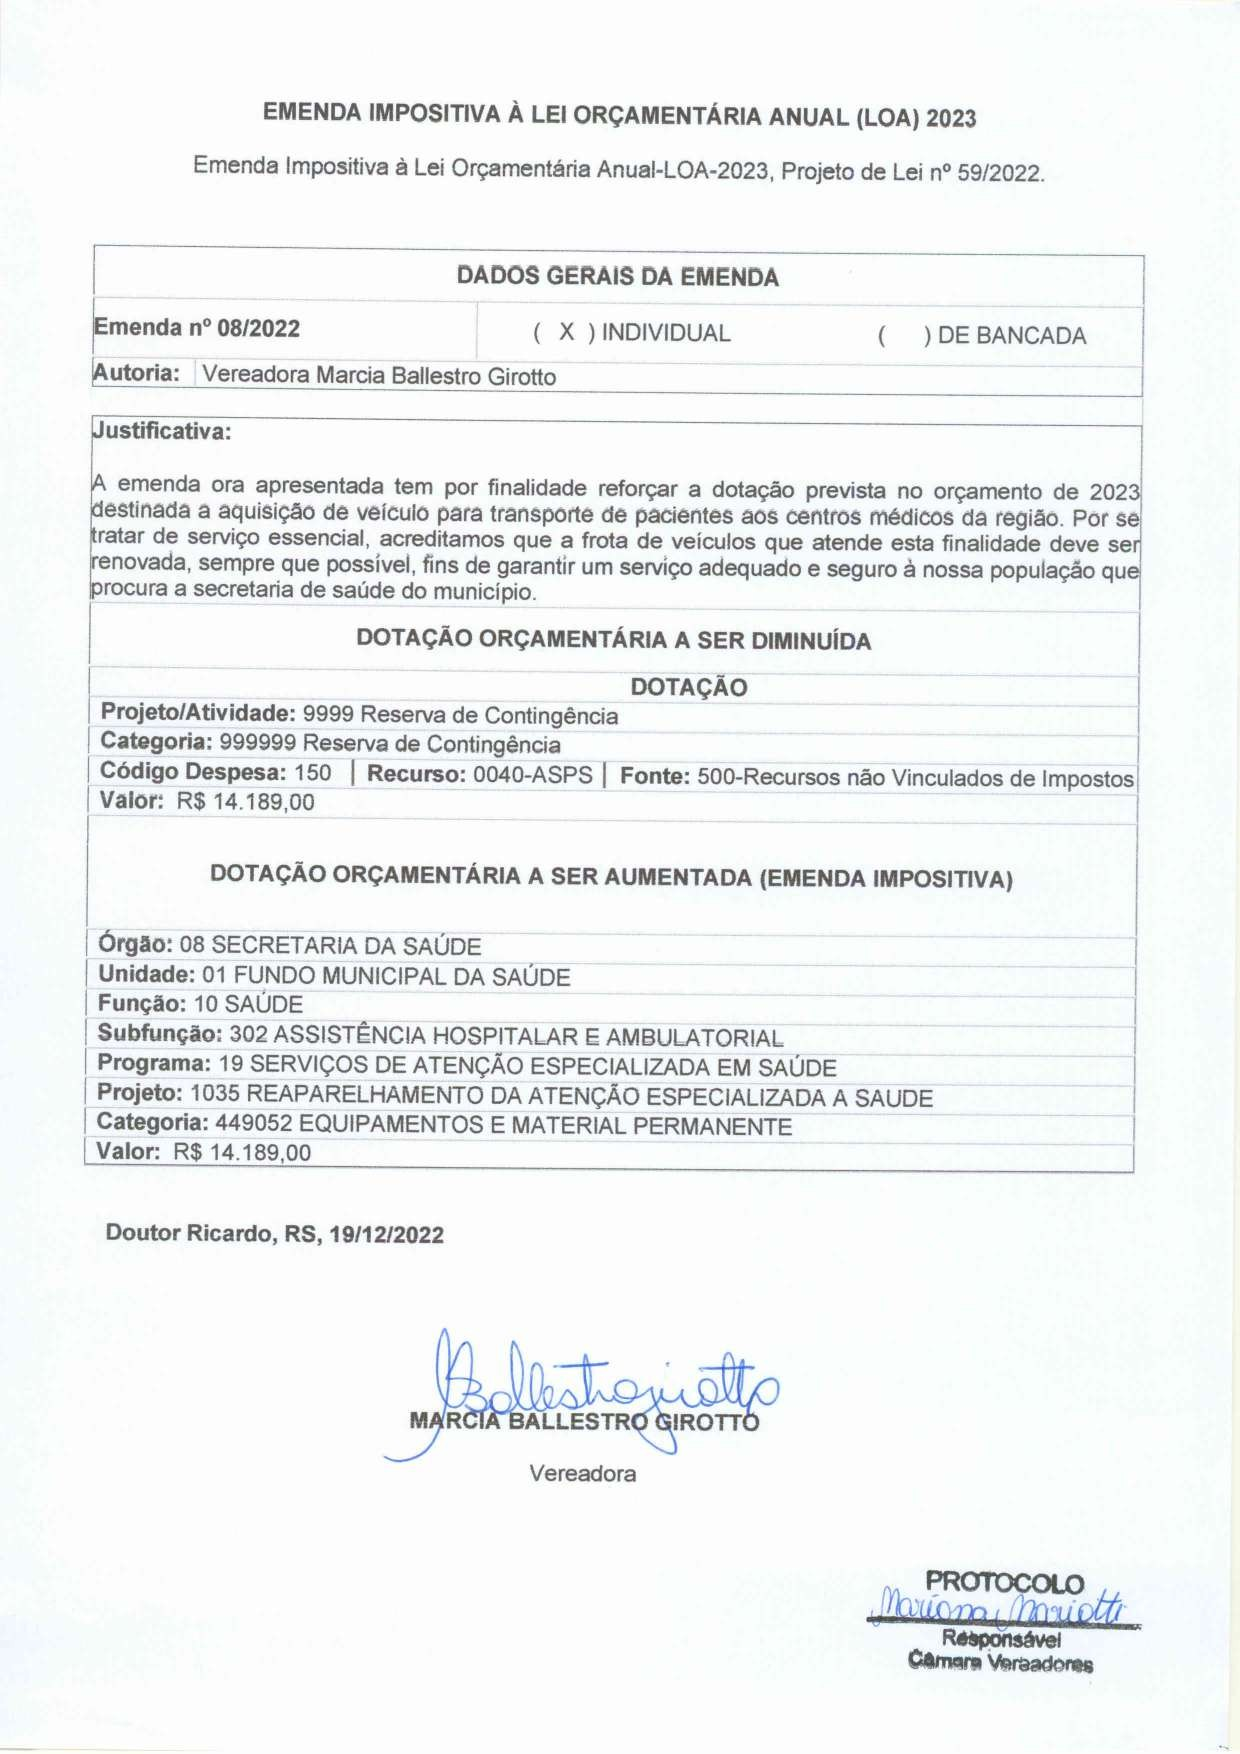 EMENDA IMPOSITIVA À LEI ORÇAMENTÁRIA ANUAL (LOA) 2023
Emenda Impositiva à Lei Orçamentária Anual-LOA-2023, Projeto de Lei nº 59/2022.
DADOS GERAIS DA EMENDA
Emenda nº 08/2022 ( X ) INDIVIDUAL ( ) DE BANCADA
Autoria: Vereadora Marcia Ballestro Girotto
Justificativa:
A emenda ora apresentada tem por finalidade reforçar a dotação prevista no orçamento de 2023
destinada a aquisição de veículo para transporte de pacientes aos centros médicos da região. Por se
tratar de serviço essencial, acreditamos que a frota de veículos que atende esta finalidade deve ser
renovada, sempre que possível, fins de garantir um serviço adequado e seguro à nossa população que
procura a secretaria de saúde do município.
DOTAÇÃO ORÇAMENTÁRIA A SER DIMINUÍDA
DOTAÇÃO
Projeto/Atividade: 9999 Reserva de Contingência
Categoria: 999999 Reserva de Contingência
Código Despesa: 150 | Recurso: 0040-ASPS | Fonte: 500-Recursos não Vinculados de Impostos
Valor: R$ 14.189,00
DOTAÇÃO ORÇAMENTÁRIA A SER AUMENTADA (EMENDA IMPOSITIVA)
Órgão: 08 SECRETARIA DA SAÚDE
Unidade: 01 FUNDO MUNICIPAL DA SAÚDE
Função: 10 SAÚDE
Subfunção: 302 ASSISTÊNCIA HOSPITALAR E AMBULATORIAL
Programa: 19 SERVIÇOS DE ATENÇÃO ESPECIALIZADA EM SAÚDE
Projeto: 1035 REAPARELHAMENTO DA ATENÇÃO ESPECIALIZADA A SAUDE
Categoria: 449052 EQUIPAMENTOS E MATERIAL PERMANENTE
Valor: R$ 14.189,00
Doutor Ricardo, RS, 19/12/2022
MBallestrogirotto
MARCIA BALLESTRO GIROTTO
Vereadora
PROTOCOLO
Mariana Mariotti
Responsável
Câmara Vereadores